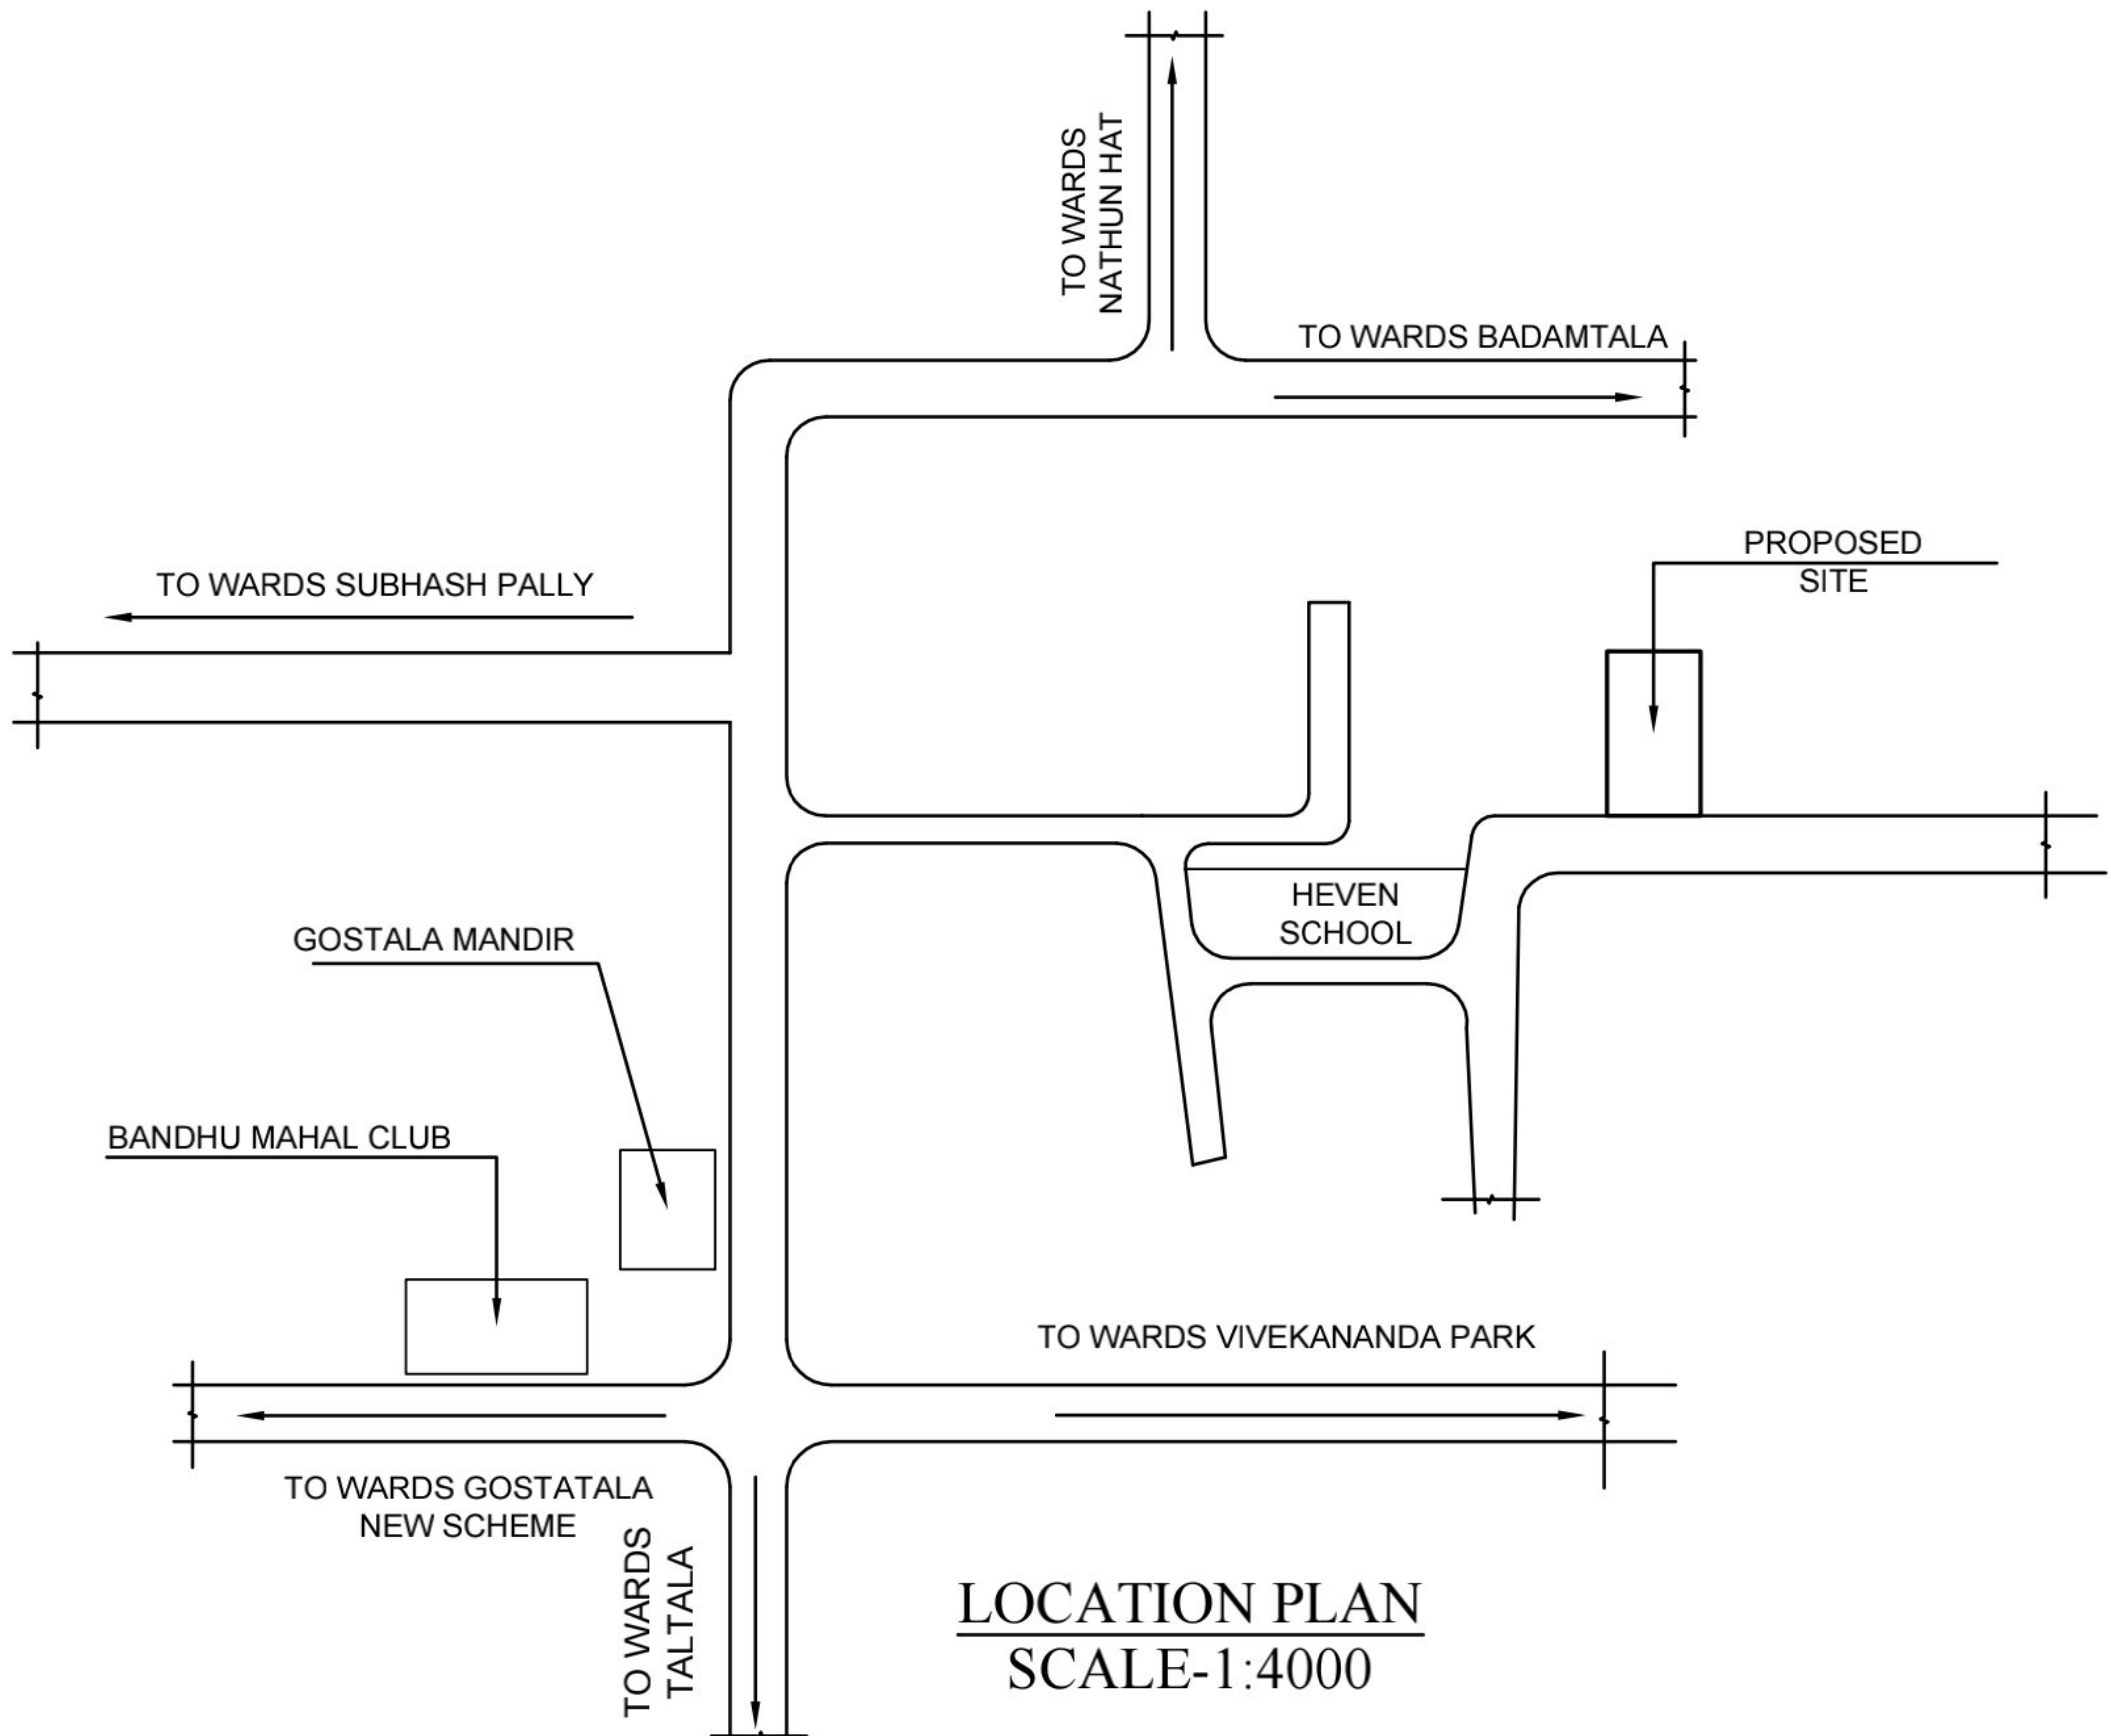 TO WARDS
NATHUN HAT
TO WARDS BADAMTALA
PROPOSED
SITE
TO WARDS SUBHASH PALLY
HEVEN
SCHOOL
GOSTALA MANDIR
BANDHU MAHAL CLUB
TO WARDS VIVEKANANDA PARK
TO WARDS GOSTATALA
NEW SCHEME
TO WARDS
TALTALA
LOCATION PLAN
SCALE-1:4000